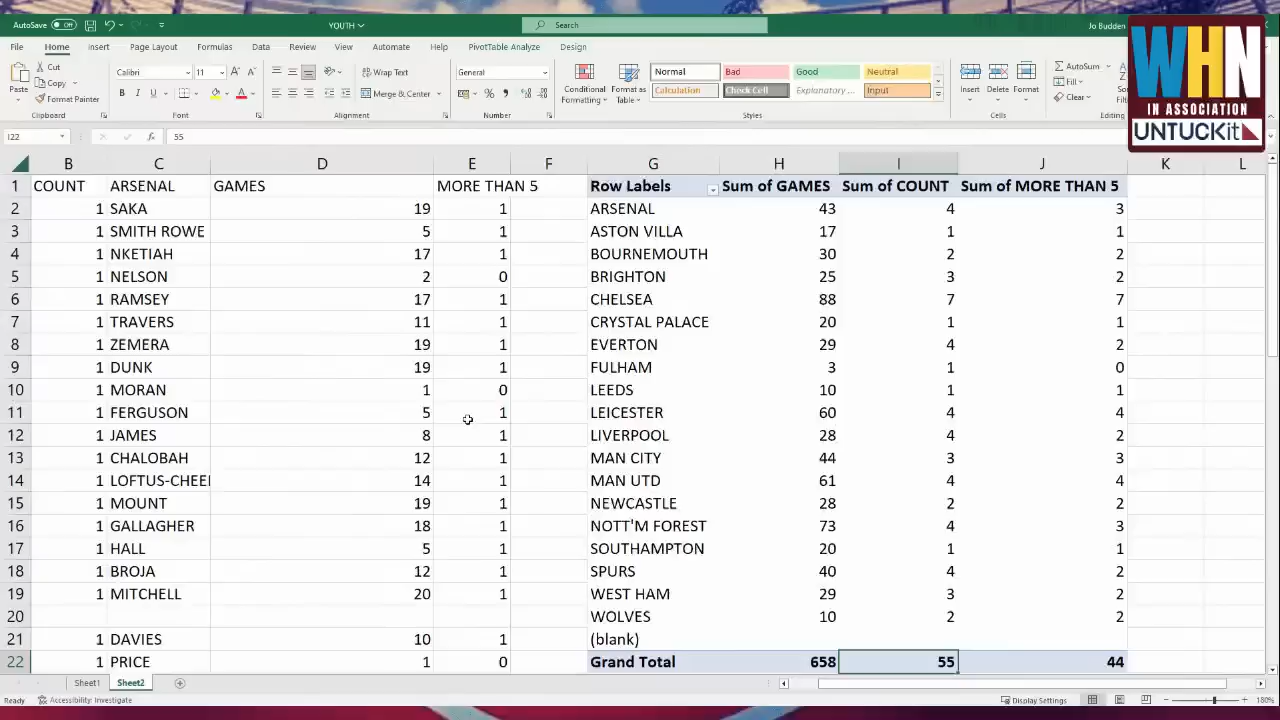 AutoSave Off YOUTH Search Jo Budden
File Home Insert Page Layout Formulas Data Review View Automate Help PivotTable Analyze Design
Cut Calibri 11 Wrap Text General Normal Bad Good Neutral AutoSum
Paste Copy Conditional Format as Insert Delete Format Fill
Format Painter Merge & Center Formatting Table Calculation Check Cell Explanatory ... Input Clear
Clipboard Font Alignment Number Styles Cells Editing
WHN
IN ASSOCIATION
UNTUCKit
I22 fx 55
B C D E F G H I J K L
1 COUNT ARSENAL GAMES MORE THAN 5 Row Labels Sum of GAMES Sum of COUNT Sum of MORE THAN 5
2 1 SAKA 19 1 ARSENAL 43 4 3
3 1 SMITH ROWE 5 1 ASTON VILLA 17 1 1
4 1 NKETIAH 17 1 BOURNEMOUTH 30 2 2
5 1 NELSON 2 0 BRIGHTON 25 3 2
6 1 RAMSEY 17 1 CHELSEA 88 7 7
7 1 TRAVERS 11 1 CRYSTAL PALACE 20 1 1
8 1 ZEMERA 19 1 EVERTON 29 4 2
9 1 DUNK 19 1 FULHAM 3 1 0
10 1 MORAN 1 0 LEEDS 10 1 1
11 1 FERGUSON 5 1 LEICESTER 60 4 4
12 1 JAMES 8 1 LIVERPOOL 28 4 2
13 1 CHALOBAH 12 1 MAN CITY 44 3 3
14 1 LOFTUS-CHEE 14 1 MAN UTD 61 4 4
15 1 MOUNT 19 1 NEWCASTLE 28 2 2
16 1 GALLAGHER 18 1 NOTT'M FOREST 73 4 3
17 1 HALL 5 1 SOUTHAMPTON 20 1 1
18 1 BROJA 12 1 SPURS 40 4 2
19 1 MITCHELL 20 1 WEST HAM 29 3 2
20 WOLVES 10 2 2
21 1 DAVIES 10 1 (blank)
22 1 PRICE 1 0 Grand Total 658 55 44
Sheet1 Sheet2
Ready Accessibility: Investigate Display Settings 180%